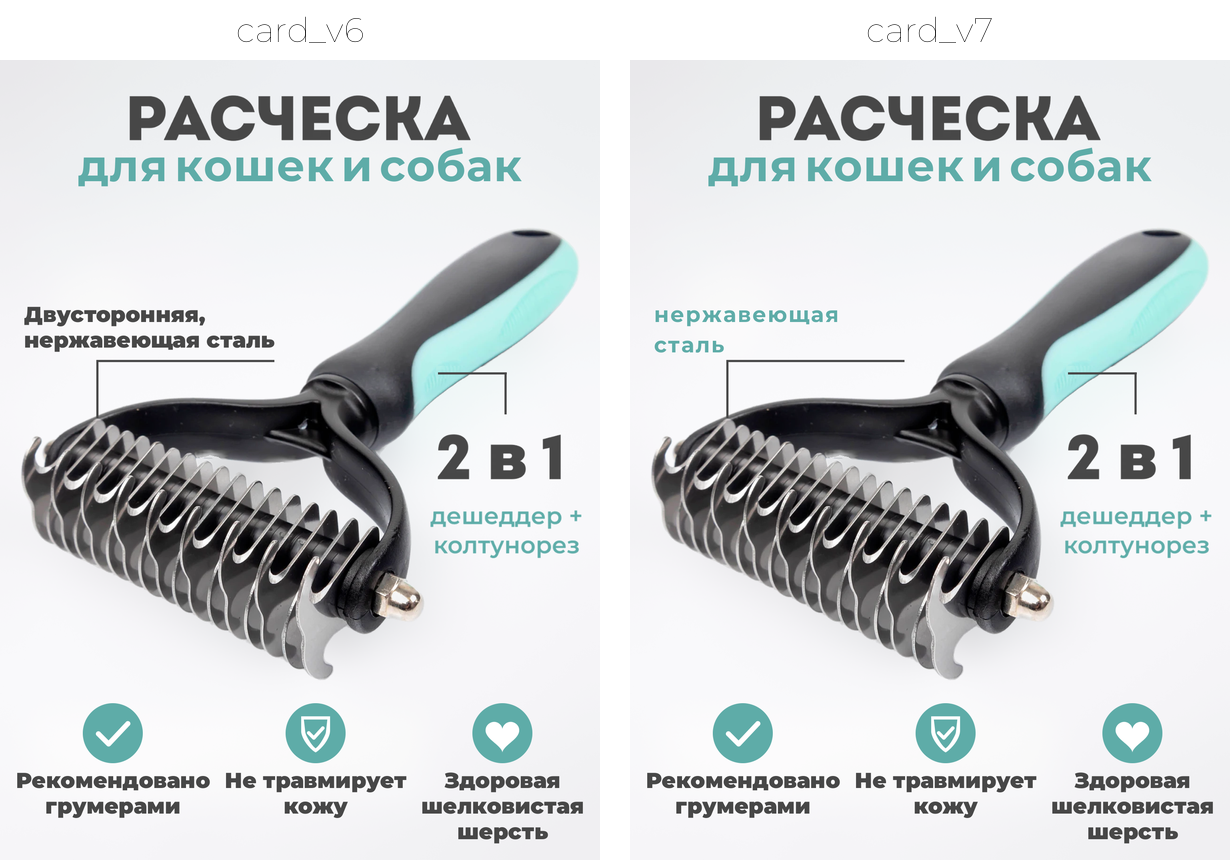 card_v6
РАСЧЕСКА
для кошек и собак
Двусторонняя,
нержавеющая сталь
2 в 1
дешеддер +
колтунорез
Рекомендовано
грумерами
Не травмирует
кожу
Здоровая
шелковистая
шерсть
card_v7
РАСЧЕСКА
для кошек и собак
нержавеющая
сталь
2 в 1
дешеддер +
колтунорез
Рекомендовано
грумерами
Не травмирует
кожу
Здоровая
шелковистая
шерсть